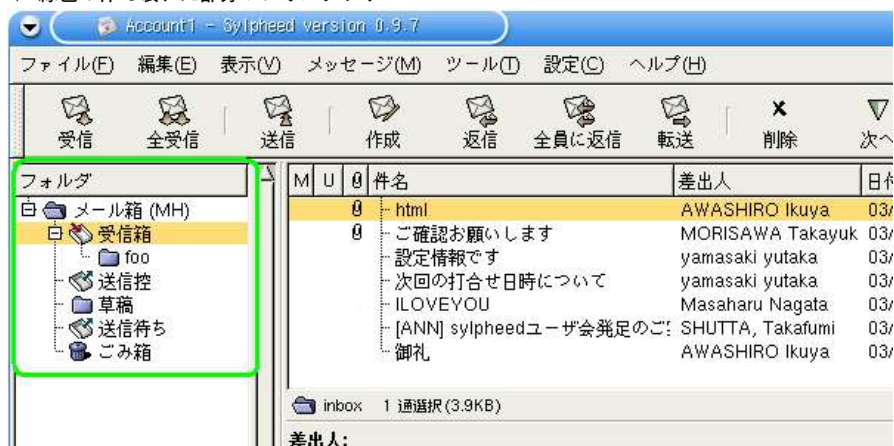 Account1 - Sylpheed version 0.9.7
ファイル(F) 編集(E) 表示(V) メッセージ(M) ツール(T) 設定(C) ヘルプ(H)
受信 全受信 送信 作成 返信 全員に返信 転送 削除 次へ
フォルダ
メール箱 (MH)
受信箱
foo
送信控
草稿
送信待ち
ごみ箱
M U 件名 差出人 日付
html AWASHIRO Ikuya 03/
ご確認お願いします MORISAWA Takayuk 03/
設定情報です yamasaki yutaka 03/
次回の打合せ日時について yamasaki yutaka 03/
ILOVEYOU Masaharu Nagata 03/
[ANN] sylpheedユーザ会発足のご SHUTTA, Takafumi 03/
御礼 AWASHIRO Ikuya 03/
inbox 1 通選択(3.9KB)
差出人: